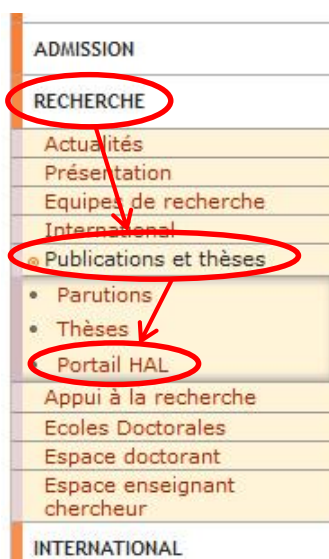 ADMISSION
RECHERCHE
Actualités
Présentation
Equipes de recherche
International
Publications et thèses
Parutions
Thèses
Portail HAL
Appui à la recherche
Ecoles Doctorales
Espace doctorant
Espace enseignant
chercheur
INTERNATIONAL